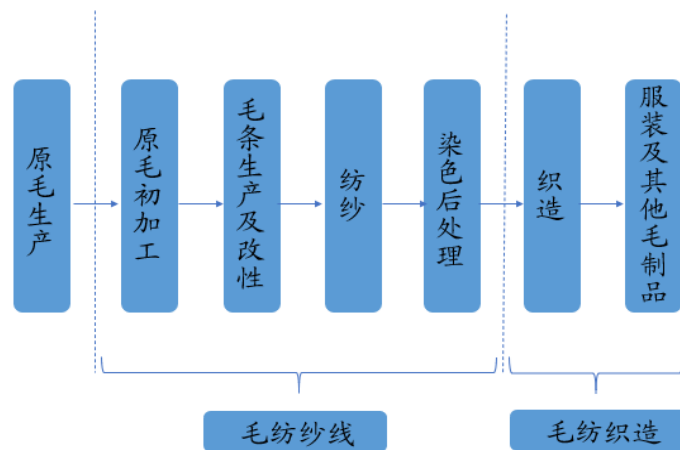 原毛生产
原毛初加工
毛条生产及改性
纺纱
染色后处理
织造
服装及其他毛制品
毛纺纱线
毛纺织造